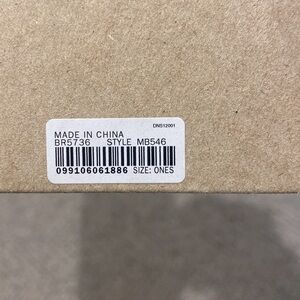 DNS12001
MADE IN CHINA
BR5736 STYLE MB546
099106061886 SIZE: ONES